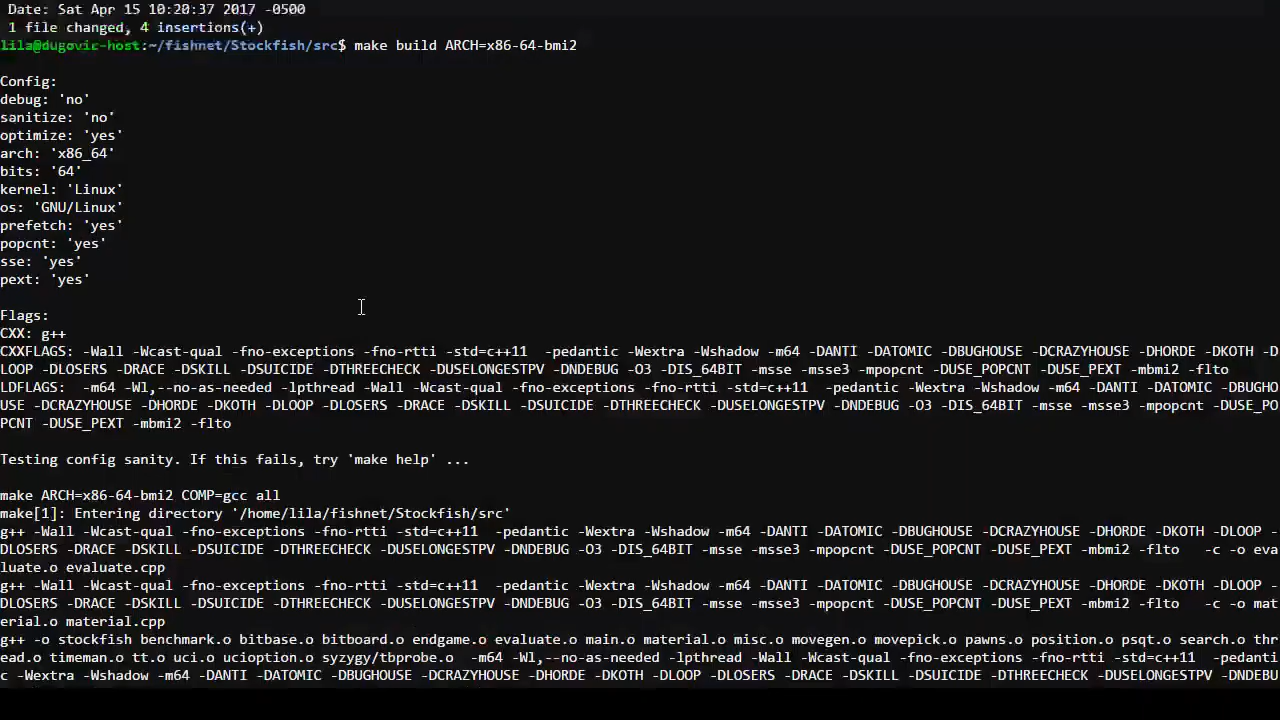 Date: Sat Apr 15 10:20:37 2017 -0500
1 file changed, 4 insertions(+)
lila@dugovic-host:~/fishnet/Stockfish/src$ make build ARCH=x86-64-bmi2
Config:
debug: 'no'
sanitize: 'no'
optimize: 'yes'
arch: 'x86_64'
bits: '64'
kernel: 'Linux'
os: 'GNU/Linux'
prefetch: 'yes'
popcnt: 'yes'
sse: 'yes'
pext: 'yes'
Flags:
CXX: g++
CXXFLAGS: -Wall -Wcast-qual -fno-exceptions -fno-rtti -std=c++11  -pedantic -Wextra -Wshadow -m64 -DANTI -DATOMIC -DBUGHOUSE -DCRAZYHOUSE -DHORDE -DKOTH -D
LOOP -DLOSERS -DRACE -DSKILL -DSUICIDE -DTHREECHECK -DUSELONGESTPV -DNDEBUG -O3 -DIS_64BIT -msse -msse3 -mpopcnt -DUSE_POPCNT -DUSE_PEXT -mbmi2 -flto
LDFLAGS:  -m64 -Wl,--no-as-needed -lpthread -Wall -Wcast-qual -fno-exceptions -fno-rtti -std=c++11  -pedantic -Wextra -Wshadow -m64 -DANTI -DATOMIC -DBUGHO
USE -DCRAZYHOUSE -DHORDE -DKOTH -DLOOP -DLOSERS -DRACE -DSKILL -DSUICIDE -DTHREECHECK -DUSELONGESTPV -DNDEBUG -O3 -DIS_64BIT -msse -msse3 -mpopcnt -DUSE_PO
PCNT -DUSE_PEXT -mbmi2 -flto
Testing config sanity. If this fails, try 'make help' ...
make ARCH=x86-64-bmi2 COMP=gcc all
make[1]: Entering directory '/home/lila/fishnet/Stockfish/src'
g++ -Wall -Wcast-qual -fno-exceptions -fno-rtti -std=c++11  -pedantic -Wextra -Wshadow -m64 -DANTI -DATOMIC -DBUGHOUSE -DCRAZYHOUSE -DHORDE -DKOTH -DLOOP -
DLOSERS -DRACE -DSKILL -DSUICIDE -DTHREECHECK -DUSELONGESTPV -DNDEBUG -O3 -DIS_64BIT -msse -msse3 -mpopcnt -DUSE_POPCNT -DUSE_PEXT -mbmi2 -flto   -c -o eva
luate.o evaluate.cpp
g++ -Wall -Wcast-qual -fno-exceptions -fno-rtti -std=c++11  -pedantic -Wextra -Wshadow -m64 -DANTI -DATOMIC -DBUGHOUSE -DCRAZYHOUSE -DHORDE -DKOTH -DLOOP -
DLOSERS -DRACE -DSKILL -DSUICIDE -DTHREECHECK -DUSELONGESTPV -DNDEBUG -O3 -DIS_64BIT -msse -msse3 -mpopcnt -DUSE_POPCNT -DUSE_PEXT -mbmi2 -flto   -c -o mat
erial.o material.cpp
g++ -o stockfish benchmark.o bitbase.o bitboard.o endgame.o evaluate.o main.o material.o misc.o movegen.o movepick.o pawns.o position.o psqt.o search.o thr
ead.o timeman.o tt.o uci.o ucioption.o syzygy/tbprobe.o  -m64 -Wl,--no-as-needed -lpthread -Wall -Wcast-qual -fno-exceptions -fno-rtti -std=c++11  -pedanti
c -Wextra -Wshadow -m64 -DANTI -DATOMIC -DBUGHOUSE -DCRAZYHOUSE -DHORDE -DKOTH -DLOOP -DLOSERS -DRACE -DSKILL -DSUICIDE -DTHREECHECK -DUSELONGESTPV -DNDEBU